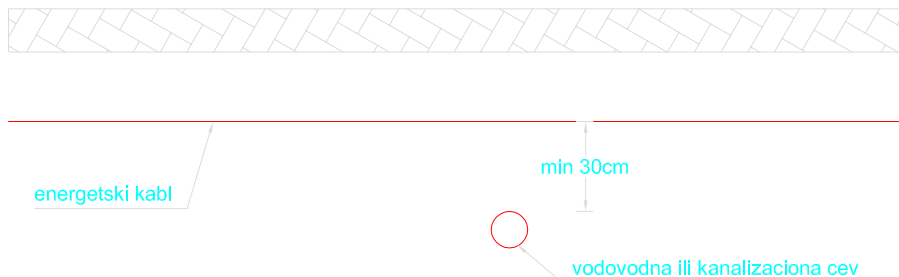 min 30cm
energetski kabl
vodovodna ili kanalizaciona cev